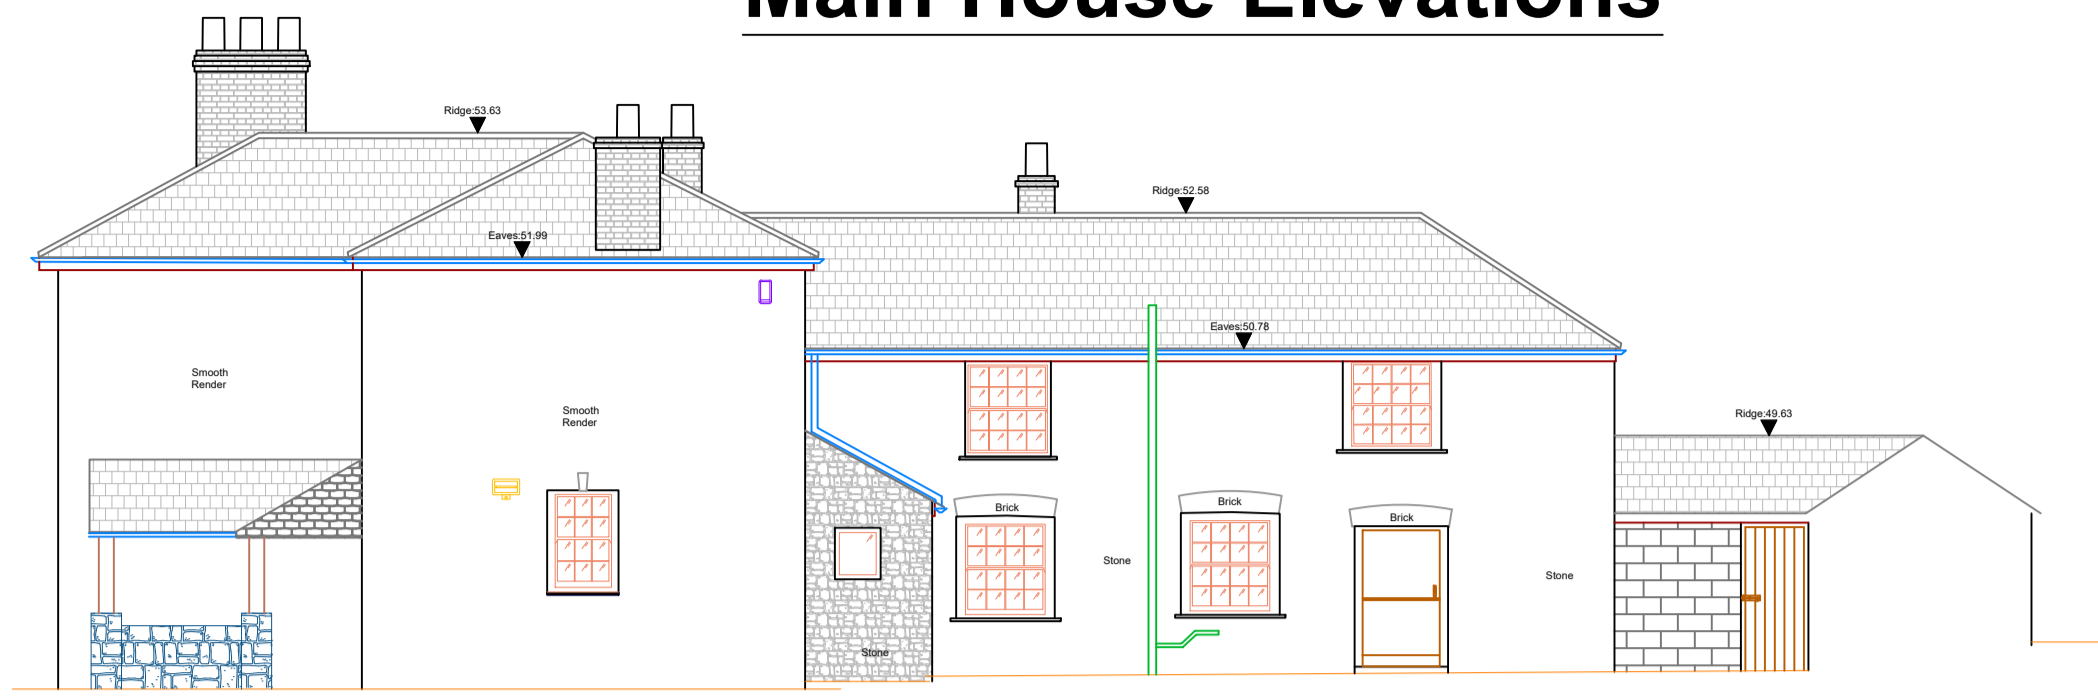 Main House Elevations
Ridge:53.63
Ridge:52.58
Eaves:51.99
Eaves:50.78
Smooth
Render
Smooth
Render
Ridge:49.63
Brick
Brick
Brick
Stone
Stone
Stone